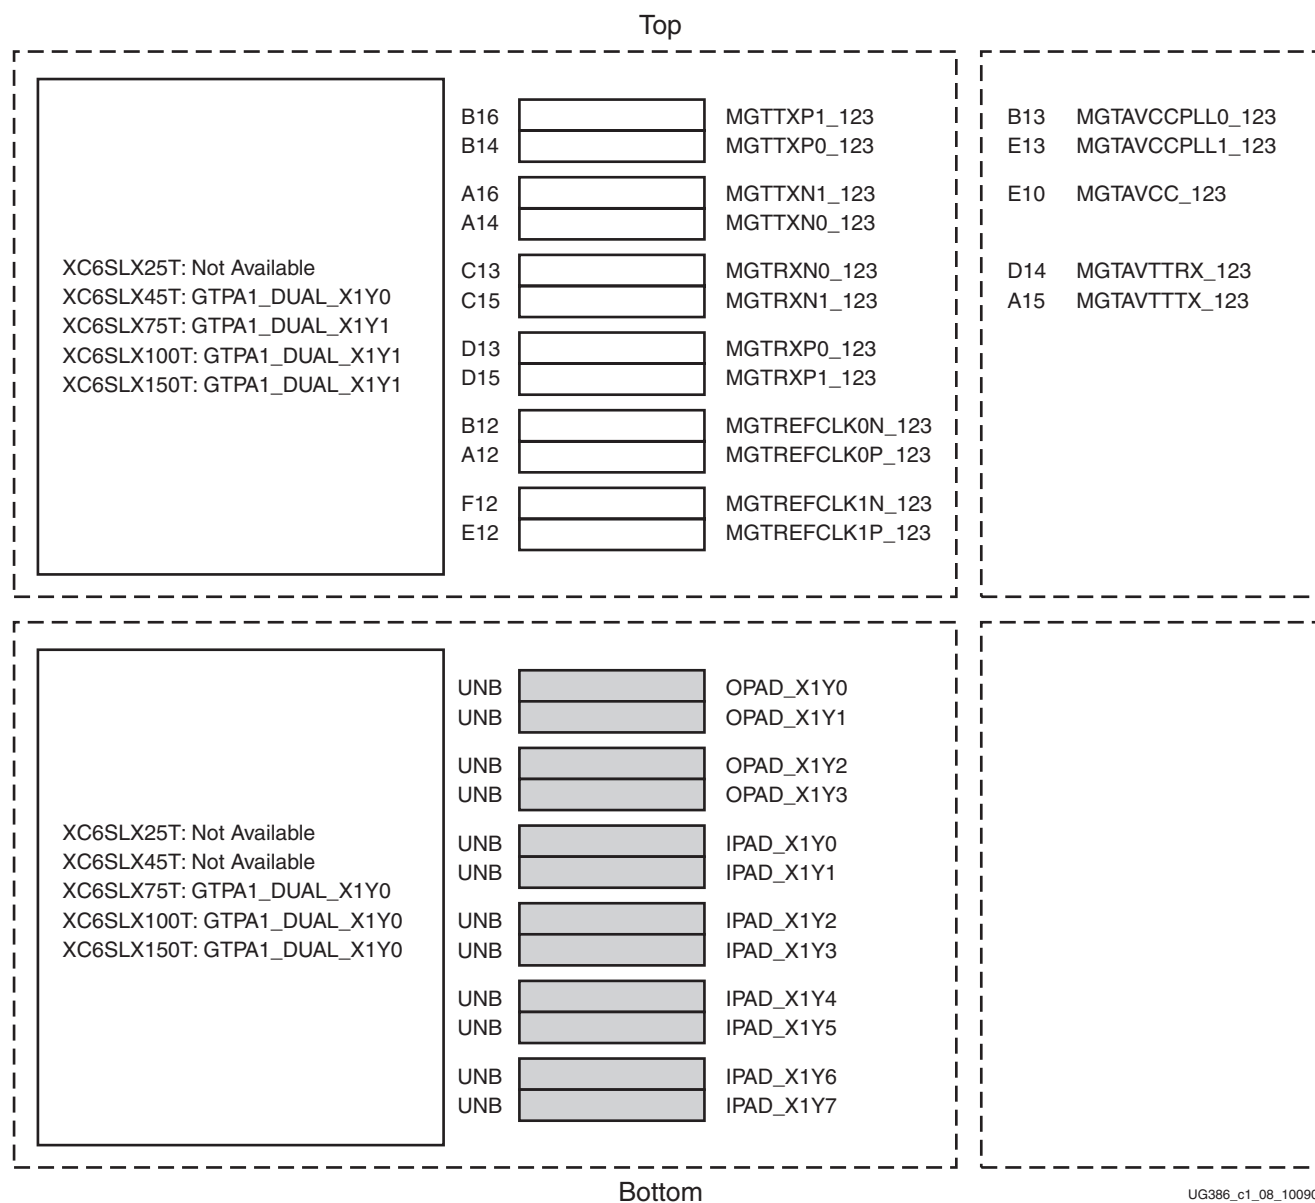 Top
XC6SLX25T: Not Available
XC6SLX45T: GTPA1_DUAL_X1Y0
XC6SLX75T: GTPA1_DUAL_X1Y1
XC6SLX100T: GTPA1_DUAL_X1Y1
XC6SLX150T: GTPA1_DUAL_X1Y1
B16 MGTTXP1_123
B14 MGTTXP0_123
A16 MGTTXN1_123
A14 MGTTXN0_123
C13 MGTRXN0_123
C15 MGTRXN1_123
D13 MGTRXP0_123
D15 MGTRXP1_123
B12 MGTREFCLK0N_123
A12 MGTREFCLK0P_123
F12 MGTREFCLK1N_123
E12 MGTREFCLK1P_123
B13 MGTAVCCPLL0_123
E13 MGTAVCCPLL1_123
E10 MGTAVCC_123
D14 MGTAVTTRX_123
A15 MGTAVTTTX_123
XC6SLX25T: Not Available
XC6SLX45T: Not Available
XC6SLX75T: GTPA1_DUAL_X1Y0
XC6SLX100T: GTPA1_DUAL_X1Y0
XC6SLX150T: GTPA1_DUAL_X1Y0
UNB OPAD_X1Y0
UNB OPAD_X1Y1
UNB OPAD_X1Y2
UNB OPAD_X1Y3
UNB IPAD_X1Y0
UNB IPAD_X1Y1
UNB IPAD_X1Y2
UNB IPAD_X1Y3
UNB IPAD_X1Y4
UNB IPAD_X1Y5
UNB IPAD_X1Y6
UNB IPAD_X1Y7
Bottom
UG386_c1_08_10090